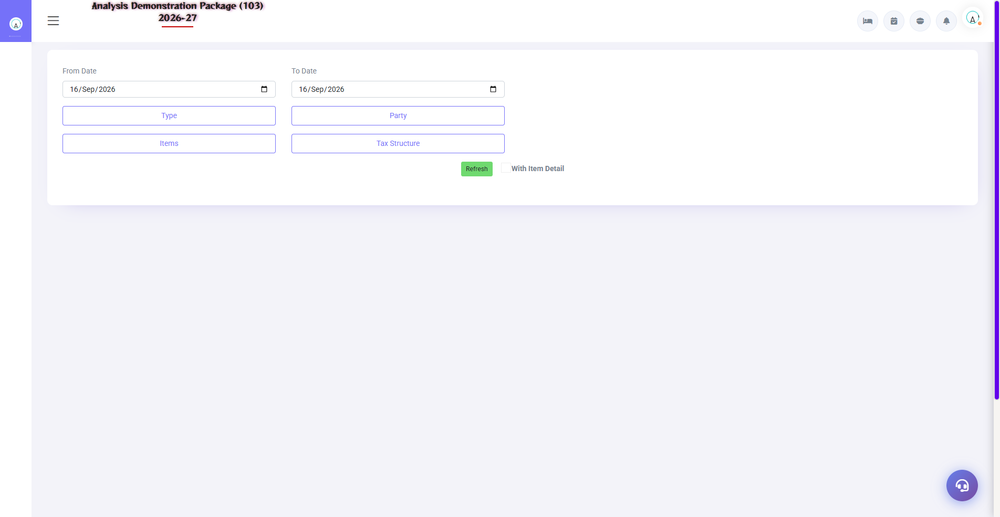 Analysis Demonstration Package (103)
2026-27
From Date
To Date
16/Sep/2026
16/Sep/2026
Type
Party
Items
Tax Structure
Refresh
With Item Detail